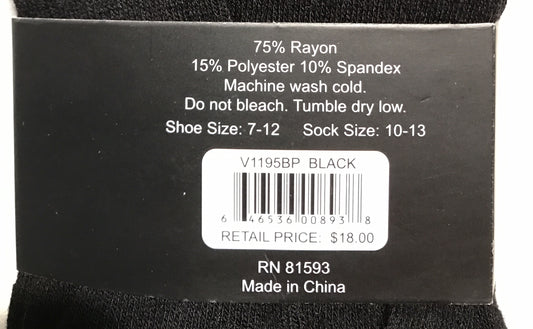 75% Rayon
15% Polyester 10% Spandex
Machine wash cold.
Do not bleach. Tumble dry low.
Shoe Size: 7-12 Sock Size: 10-13
V1195BP BLACK
6 46536 00893 8
RETAIL PRICE: $18.00
RN 81593
Made in China